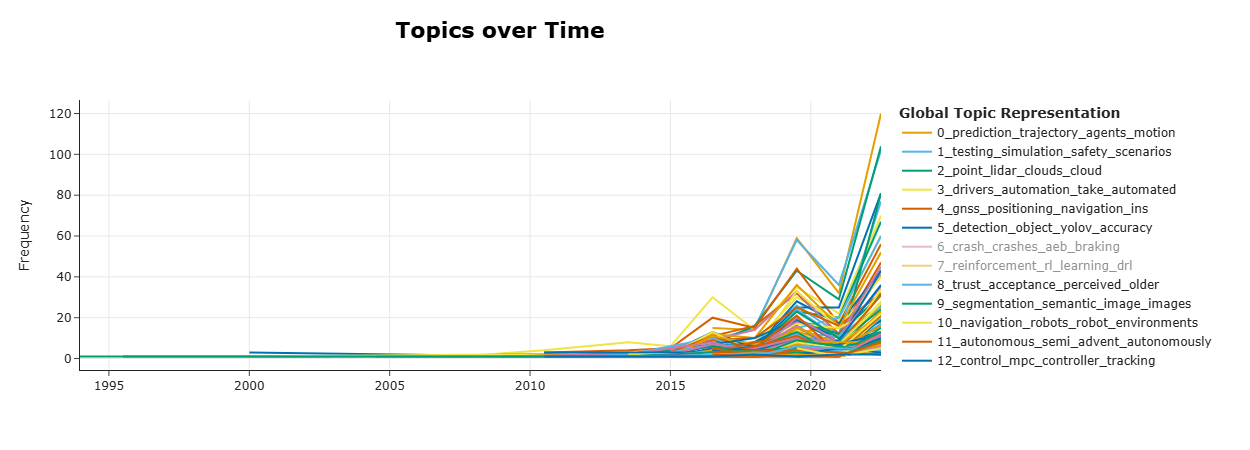 Topics over Time
Global Topic Representation
0_prediction_trajectory_agents_motion
1_testing_simulation_safety_scenarios
2_point_lidar_clouds_cloud
3_drivers_automation_take_automated
4_gnss_positioning_navigation_ins
5_detection_object_yolov_accuracy
6_crash_crashes_aeb_braking
7_reinforcement_rl_learning_drl
8_trust_acceptance_perceived_older
9_segmentation_semantic_image_images
10_navigation_robots_robot_environments
11_autonomous_semi_advent_autonomously
12_control_mpc_controller_tracking
Frequency
120
100
80
60
40
20
0
1995
2000
2005
2010
2015
2020